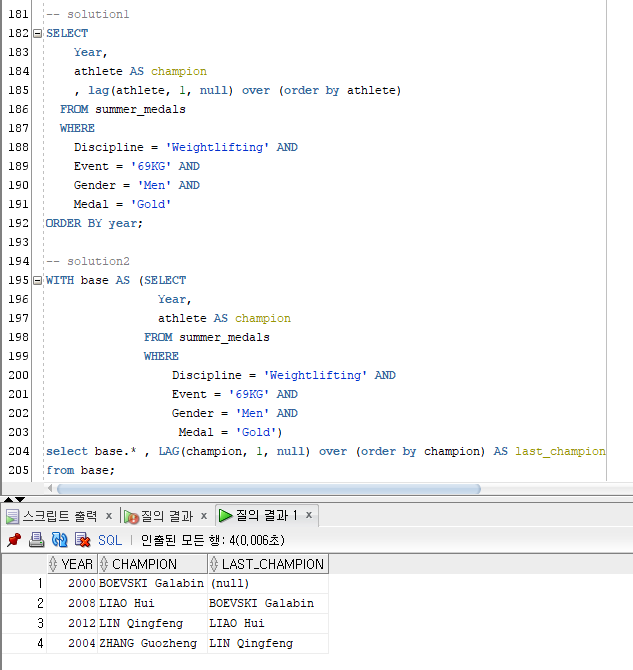 181 -- solution1
182 SELECT
183 Year,
184 athlete AS champion
185 , lag(athlete, 1, null) over (order by athlete)
186 FROM summer_medals
187 WHERE
188 Discipline = 'Weightlifting' AND
189 Event = '69KG' AND
190 Gender = 'Men' AND
191 Medal = 'Gold'
192 ORDER BY year;
193
194 -- solution2
195 WITH base AS (SELECT
196 Year,
197 athlete AS champion
198 FROM summer_medals
199 WHERE
200 Discipline = 'Weightlifting' AND
201 Event = '69KG' AND
202 Gender = 'Men' AND
203 Medal = 'Gold')
204 select base.* , LAG(champion, 1, null) over (order by champion) AS last_champion
205 from base;
스크립트 출력 x 질의 결과 x 질의 결과 1 x
SQL | 인출된 모든 행: 4(0,006초)
YEAR CHAMPION LAST_CHAMPION
1 2000 BOEVSKI Galabin (null)
2 2008 LIAO Hui BOEVSKI Galabin
3 2012 LIN Qingfeng LIAO Hui
4 2004 ZHANG Guozheng LIN Qingfeng